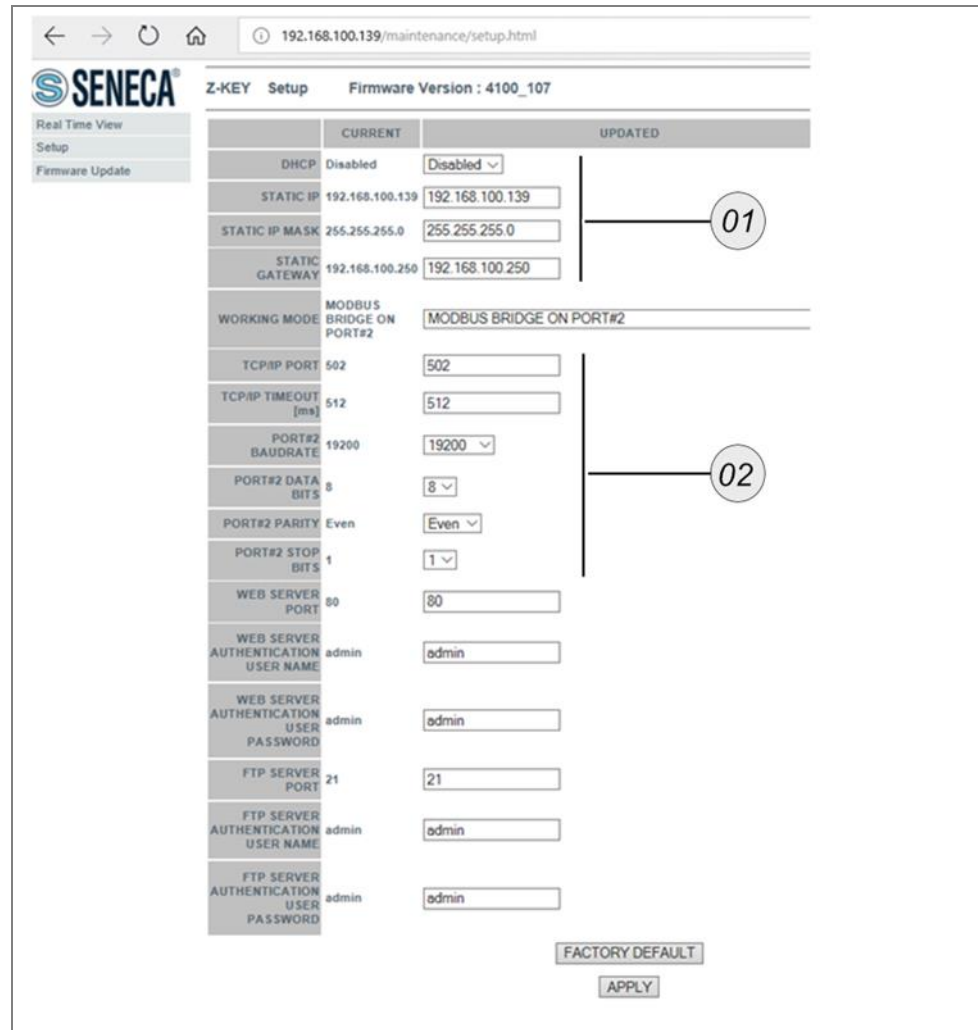 192.168.100.139/maintenance/setup.html
SENECA®
Z-KEY Setup Firmware Version : 4100_107
Real Time View
Setup
Firmware Update
CURRENT UPDATED
DHCP Disabled Disabled
STATIC IP 192.168.100.139 192.168.100.139
01
STATIC IP MASK 255.255.255.0 255.255.255.0
STATIC
GATEWAY 192.168.100.250 192.168.100.250
WORKING MODE MODBUS
BRIDGE ON
PORT#2 MODBUS BRIDGE ON PORT#2
TCP/IP PORT 502 502
TCP/IP TIMEOUT
[ms] 512 512
PORT#2
BAUDRATE 19200 19200
02
PORT#2 DATA
BITS 8 8
PORT#2 PARITY Even Even
PORT#2 STOP
BITS 1 1
WEB SERVER
PORT 80 80
WEB SERVER
AUTHENTICATION
USER NAME admin admin
WEB SERVER
AUTHENTICATION
USER
PASSWORD admin admin
FTP SERVER
PORT 21 21
FTP SERVER
AUTHENTICATION
USER NAME admin admin
FTP SERVER
AUTHENTICATION
USER
PASSWORD admin admin
FACTORY DEFAULT
APPLY